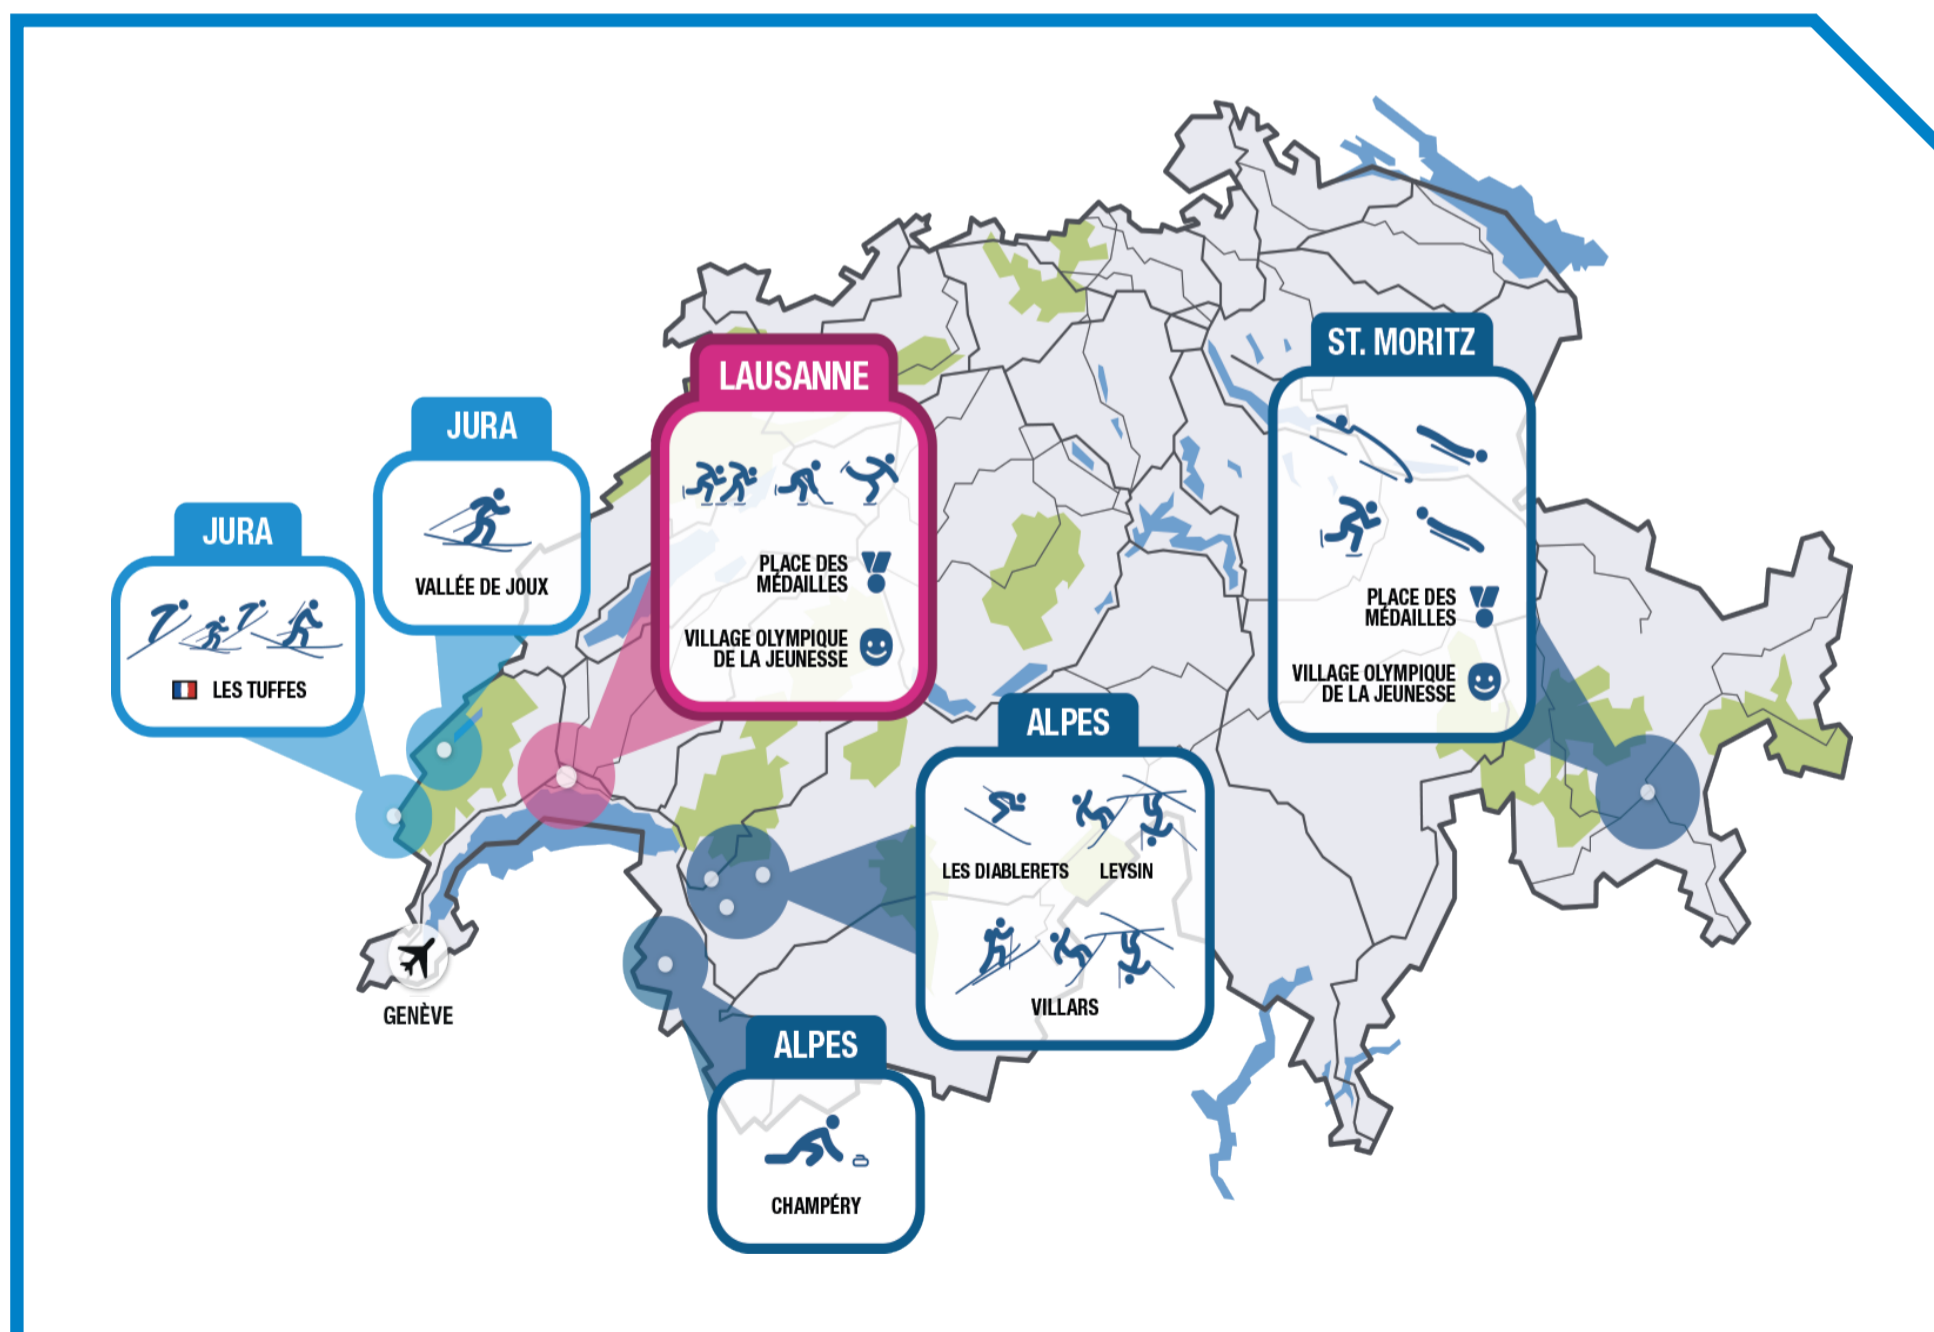 ST. MORITZ
PLACE DES
MÉDAILLES
VILLAGE OLYMPIQUE
DE LA JEUNESSE
LAUSANNE
PLACE DES
MÉDAILLES
VILLAGE OLYMPIQUE
DE LA JEUNESSE
JURA
VALLÉE DE JOUX
JURA
LES TUFFES
ALPES
LES DIABLERETS
LEYSIN
VILLARS
GENÈVE
ALPES
CHAMPÉRY